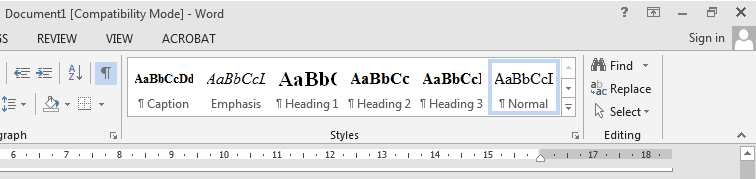 Document1 [Compatibility Mode] - Word
?
GS REVIEW VIEW ACROBAT Sign in
AaBbCcDd AaBbCcI AaBbC AaBbCc AaBbCcI AaBbCcI
¶ Caption Emphasis ¶ Heading 1 ¶ Heading 2 ¶ Heading 3 ¶ Normal
Find
Replace
Select
graph Styles Editing
6 7 8 9 10 11 12 13 14 15 17 18